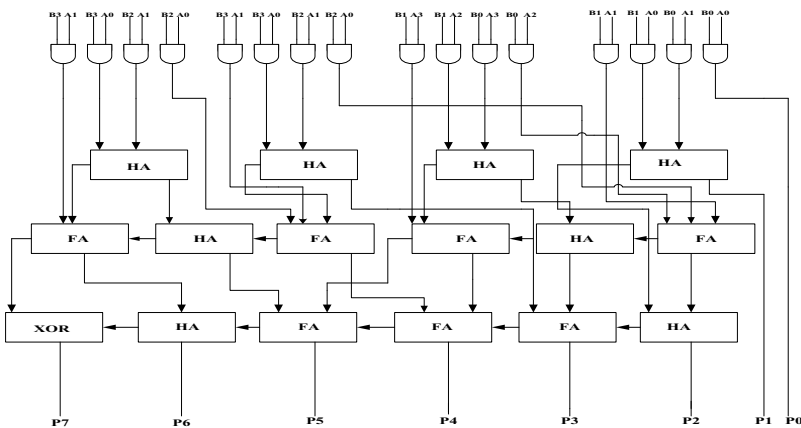 B3 A1 B3 A0 B2 A1 B2 A0 B3 A1 B3 A0 B2 A1 B2 A0 B1 A3 B1 A2 B0 A3 B0 A2 B1 A1 B1 A0 B0 A1 B0 A0
HA HA HA HA
FA HA FA FA HA FA
XOR HA FA FA FA HA
P7 P6 P5 P4 P3 P2 P1 P0